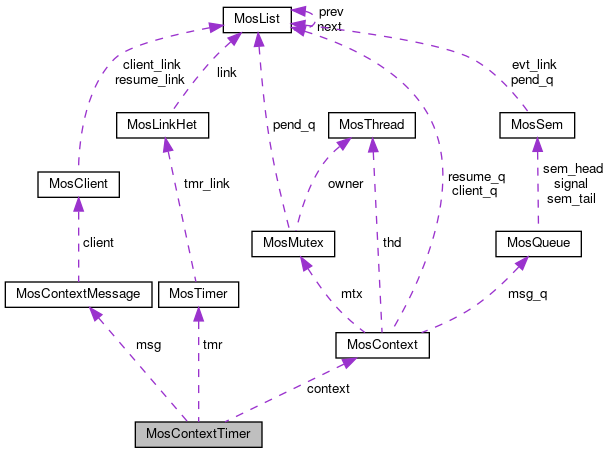 MosList
prev
next
client_link
resume_link
link
evt_link
pend_q
MosLinkHet
pend_q
MosThread
MosSem
MosClient
tmr_link
owner
resume_q
client_q
sem_head
signal
sem_tail
client
MosMutex
thd
MosQueue
MosContextMessage
MosTimer
mtx
msg_q
msg
tmr
MosContext
context
MosContextTimer